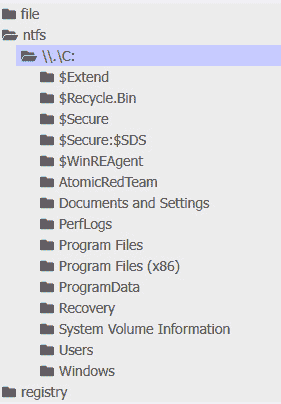 file
ntfs
\\.\C:
$Extend
$Recycle.Bin
$Secure
$Secure:$SDS
$WinREAgent
AtomicRedTeam
Documents and Settings
PerfLogs
Program Files
Program Files (x86)
ProgramData
Recovery
System Volume Information
Users
Windows
registry